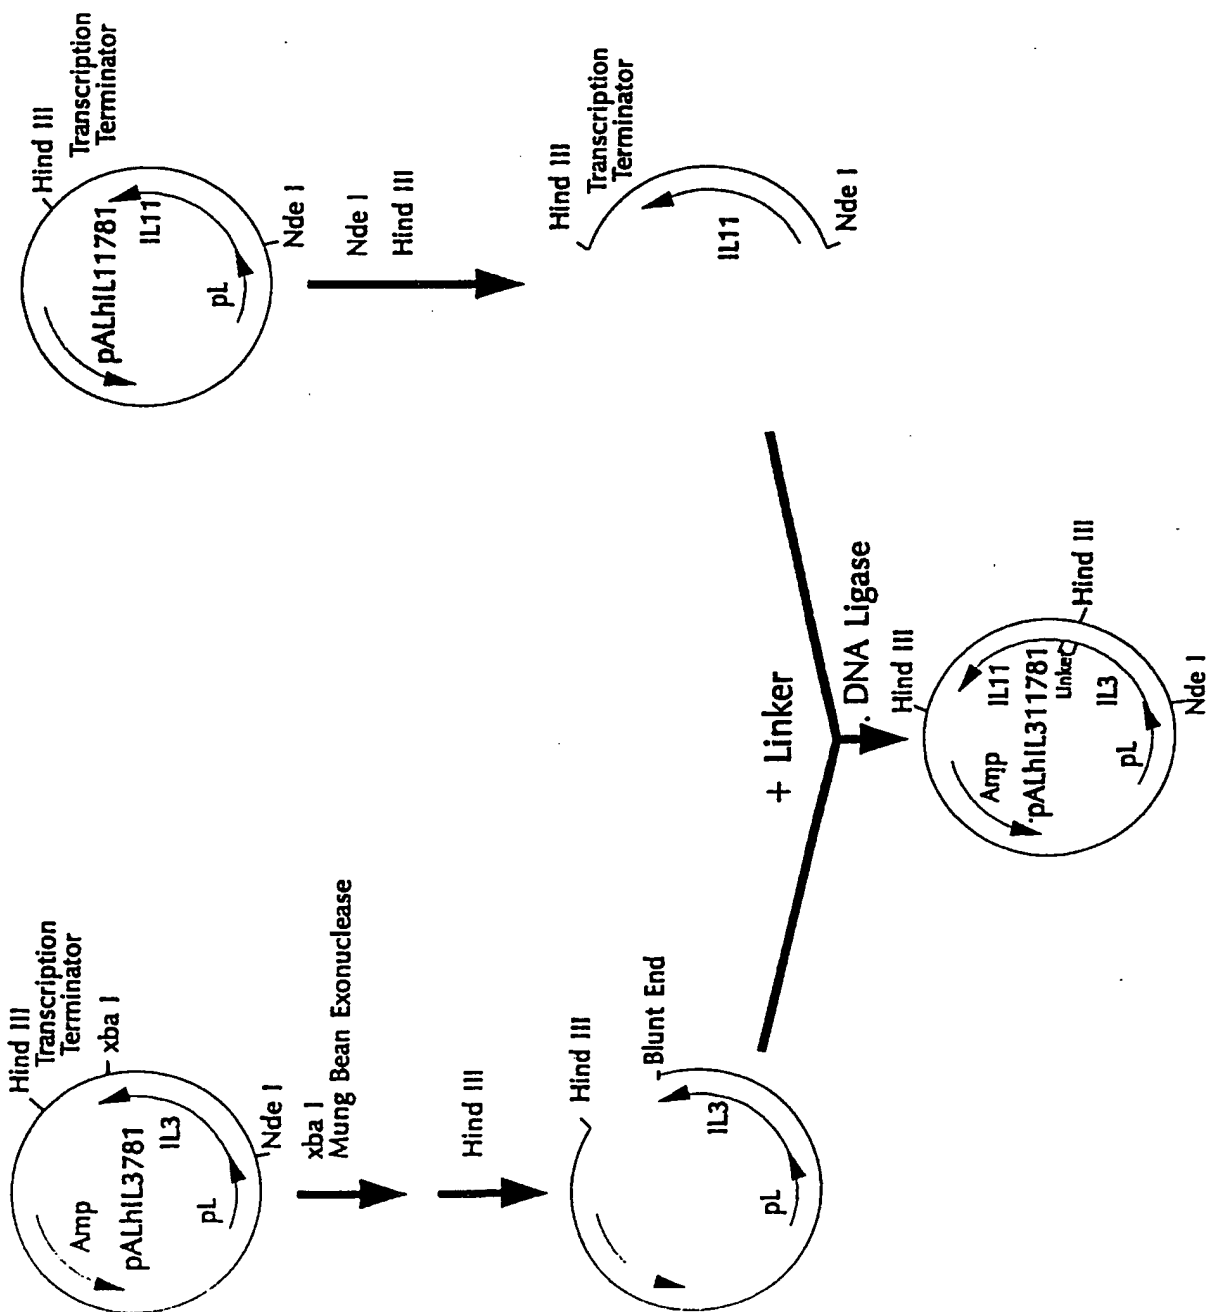 Hind III
Transcription
Terminator
xba I
Amp
pALhIL3781
IL3
pL
Nde I
xba I
Mung Bean Exonuclease
Hind III
Hind III
Blunt End
IL3
pL
Hind III
Transcription
Terminator
pALhIL11781
IL11
pL
Nde I
Nde I
Hind III
Hind III
Transcription
Terminator
IL11
Nde I
+ Linker
. DNA Ligase
Hind III
Amp
IL11
pALhIL311781
Linker
IL3
pL
Hind III
Nde I